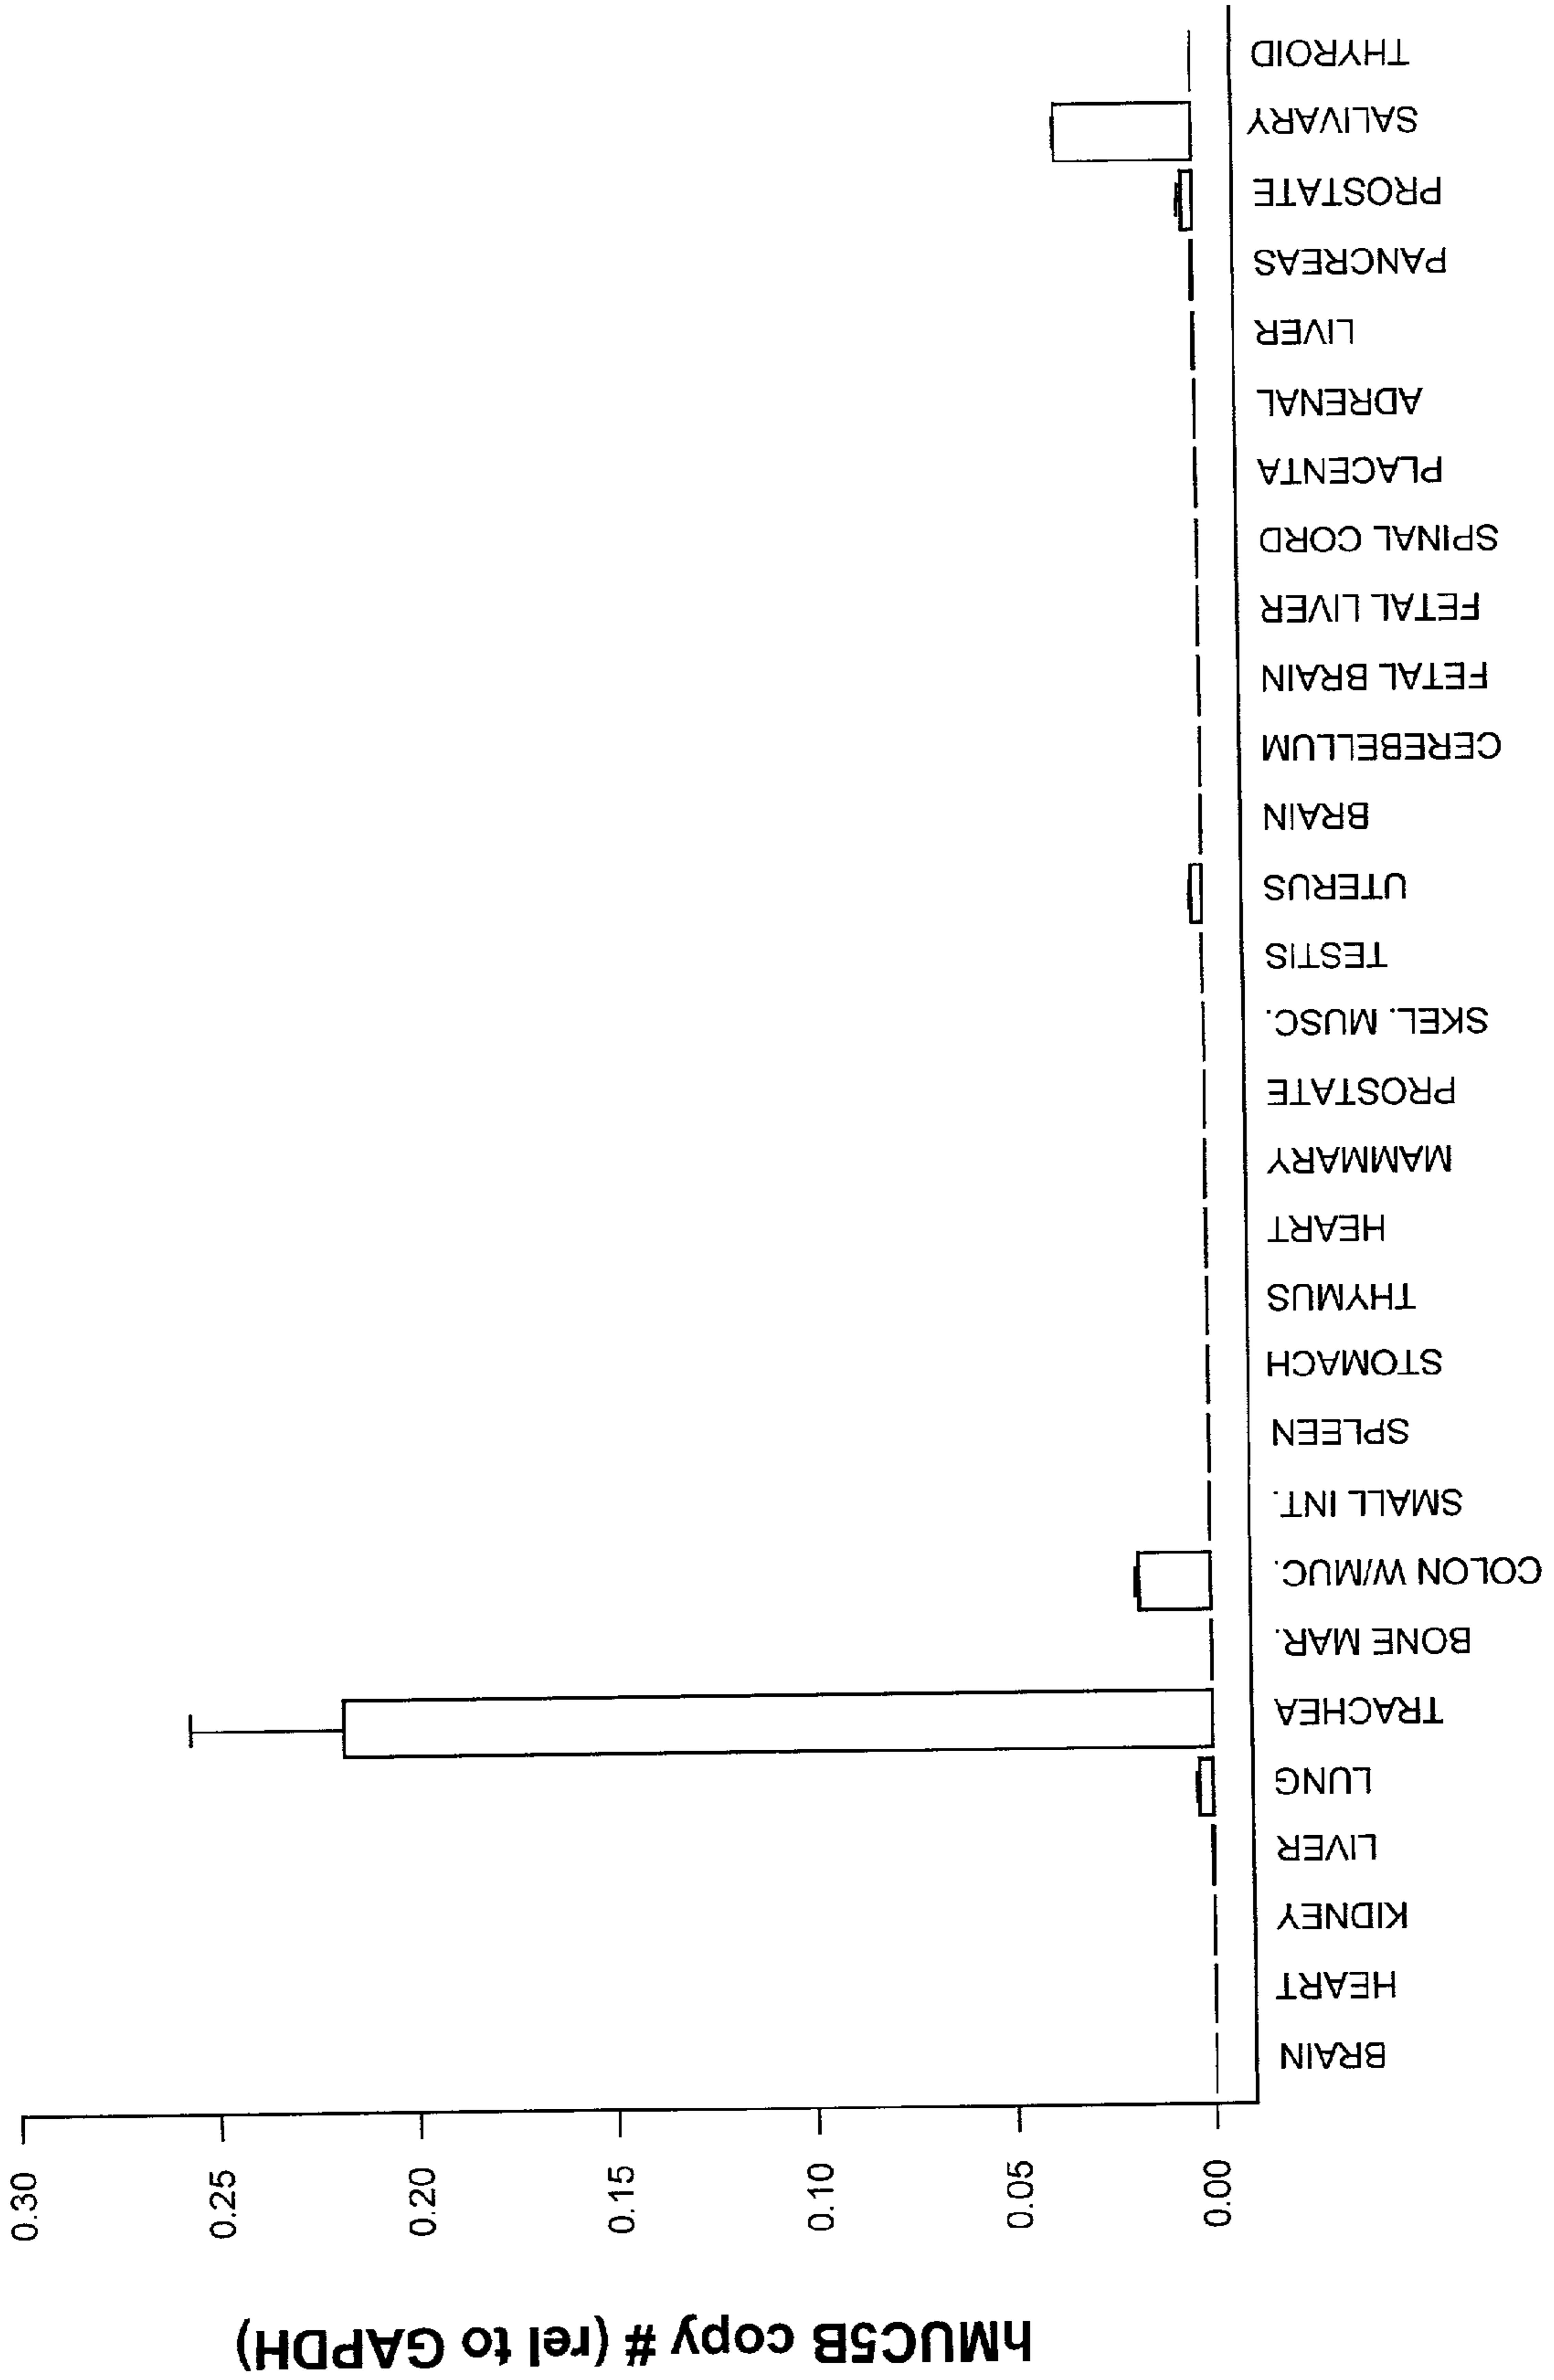 hMUC5B copy # (rel to GAPDH)
0.30
0.25
0.20
0.15
0.10
0.05
0.00
BRAIN
HEART
KIDNEY
LIVER
LUNG
TRACHEA
BONE MAR.
COLON W/MUC.
SMALL INT.
SPLEEN
STOMACH
THYMUS
HEART
MAMMARY
PROSTATE
SKEL. MUSC.
TESTIS
UTERUS
BRAIN
CEREBELLUM
FETAL BRAIN
FETAL LIVER
SPINAL CORD
PLACENTA
ADRENAL
LIVER
PANCREAS
PROSTATE
SALIVARY
THYROID